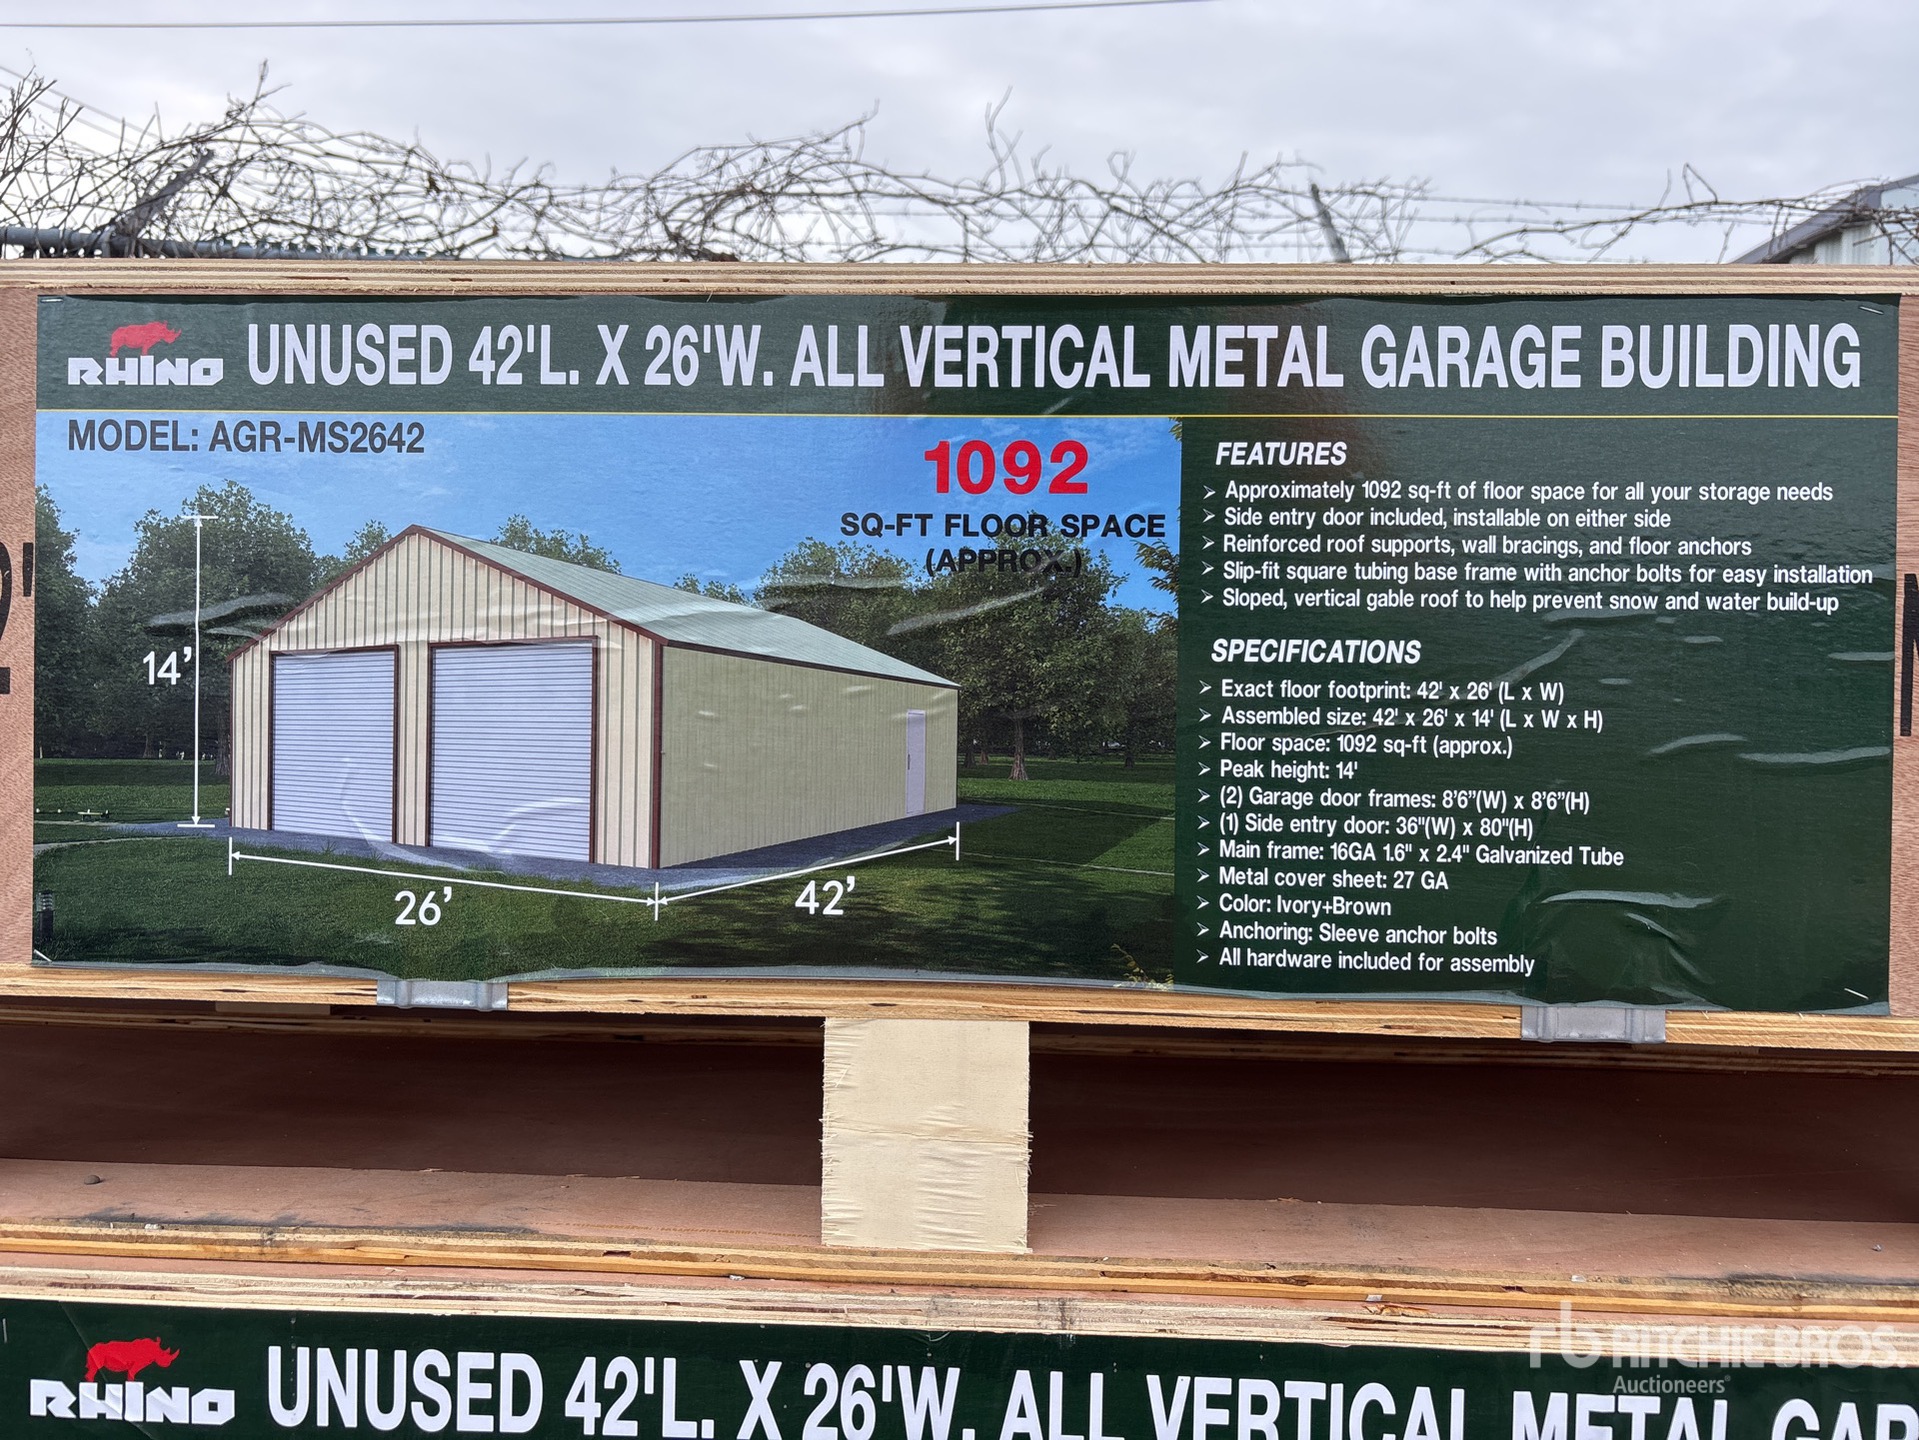 RHINO UNUSED 42'L. X 26'W. ALL VERTICAL METAL GARAGE BUILDING
MODEL: AGR-MS2642
1092
SQ-FT FLOOR SPACE
(APPROX.)
14'
26'
42'
FEATURES
➢ Approximately 1092 sq-ft of floor space for all your storage needs
➢ Side entry door included, installable on either side
➢ Reinforced roof supports, wall bracings, and floor anchors
➢ Slip-fit square tubing base frame with anchor bolts for easy installation
➢ Sloped, vertical gable roof to help prevent snow and water build-up
SPECIFICATIONS
➢ Exact floor footprint: 42' x 26' (L x W)
➢ Assembled size: 42' x 26' x 14' (L x W x H)
➢ Floor space: 1092 sq-ft (approx.)
➢ Peak height: 14'
➢ (2) Garage door frames: 8'6"(W) x 8'6"(H)
➢ (1) Side entry door: 36"(W) x 80"(H)
➢ Main frame: 16GA 1.6" x 2.4" Galvanized Tube
➢ Metal cover sheet: 27 GA
➢ Color: Ivory+Brown
➢ Anchoring: Sleeve anchor bolts
➢ All hardware included for assembly
RHINO UNUSED 42'L. X 26'W. ALL VERTICAL METAL GAR
rb RITCHIE BROS.
Auctioneers®